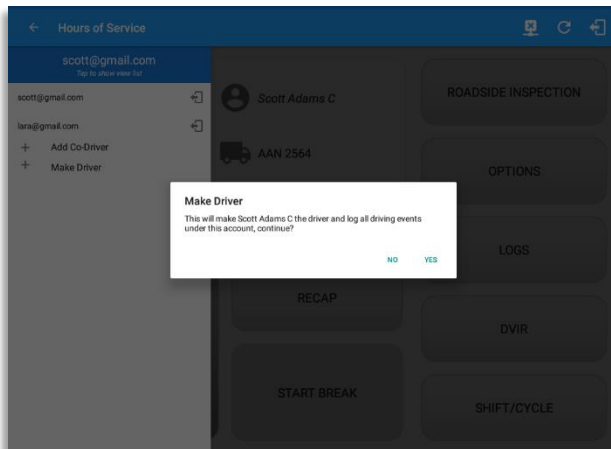 Hours of Service
scott@gmail.com
Tap to show view list
scott@gmail.com
lara@gmail.com
Add Co-Driver
Make Driver
Scott Adams C
AAN 2564
ROADSIDE INSPECTION
OPTIONS
LOGS
DVIR
SHIFT/CYCLE
RECAP
START BREAK
Make Driver
This will make Scott Adams C the driver and log all driving events
under this account, continue?
NO YES